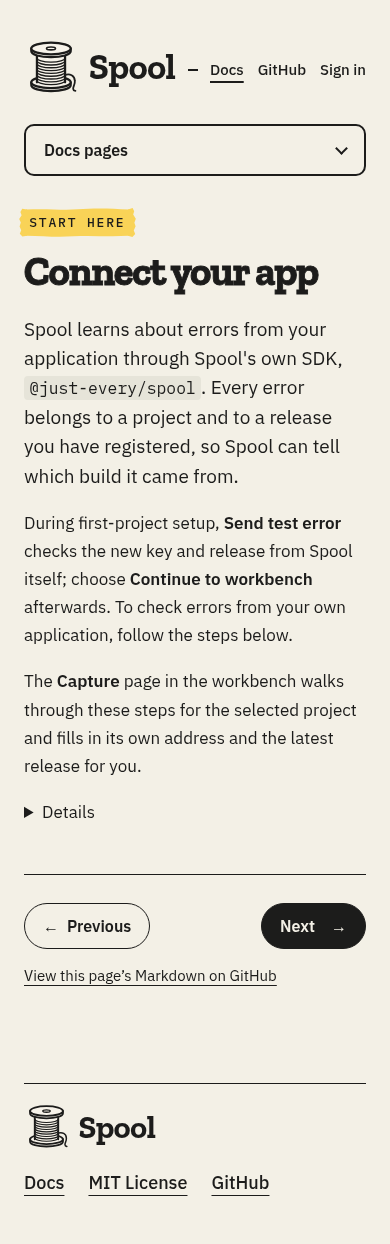 Spool
Docs GitHub Sign in
Docs pages
START HERE
Connect your app
Spool learns about errors from your
application through Spool's own SDK,
@just-every/spool. Every error
belongs to a project and to a release
you have registered, so Spool can tell
which build it came from.
During first-project setup, Send test error
checks the new key and release from Spool
itself; choose Continue to workbench
afterwards. To check errors from your own
application, follow the steps below.
The Capture page in the workbench walks
through these steps for the selected project
and fills in its own address and the latest
release for you.
▶ Details
← Previous
Next →
View this page’s Markdown on GitHub
Spool
Docs MIT License GitHub